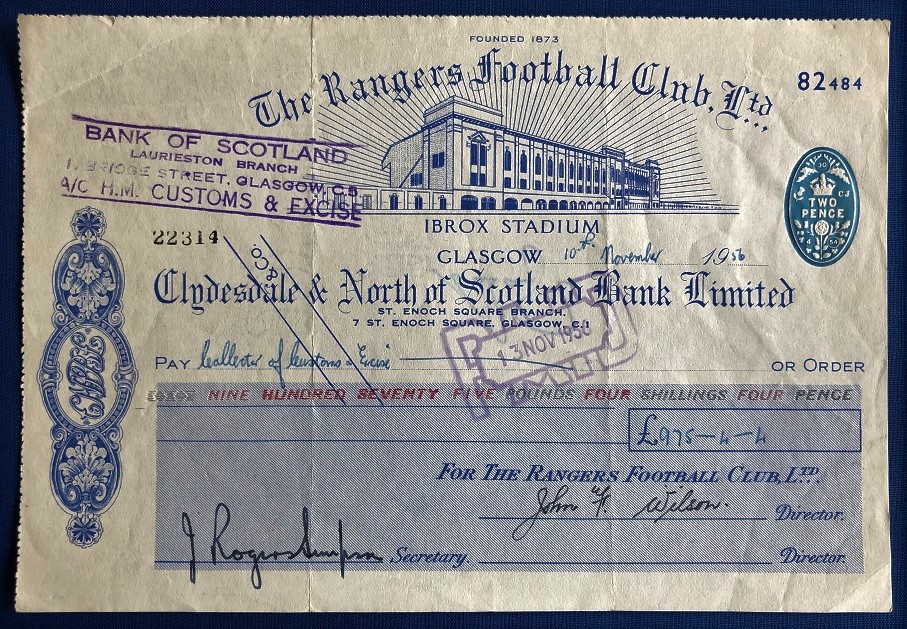 FOUNDED 1873
The Rangers Football Club, Ltd
82484
BANK OF SCOTLAND
LAURIESTON BRANCH
1, BRIDGE STREET, GLASGOW, C.5
A/C H.M. CUSTOMS & EXCISE
TWO
PENCE
IBROX STADIUM
22314
GLASGOW 10th November 1956
& Co.
Clydesdale & North of Scotland Bank Limited
ST. ENOCH SQUARE BRANCH.
7 ST. ENOCH SQUARE, GLASGOW, C.1
13 NOV 1956
PAY Collector of Customs & Excise OR ORDER
NINE HUNDRED SEVENTY FIVE POUNDS FOUR SHILLINGS FOUR PENCE
£975-4-4
FOR THE RANGERS FOOTBALL CLUB, LTD.
John F. Wilson. Director.
J Rogers Simpson Secretary. Director.